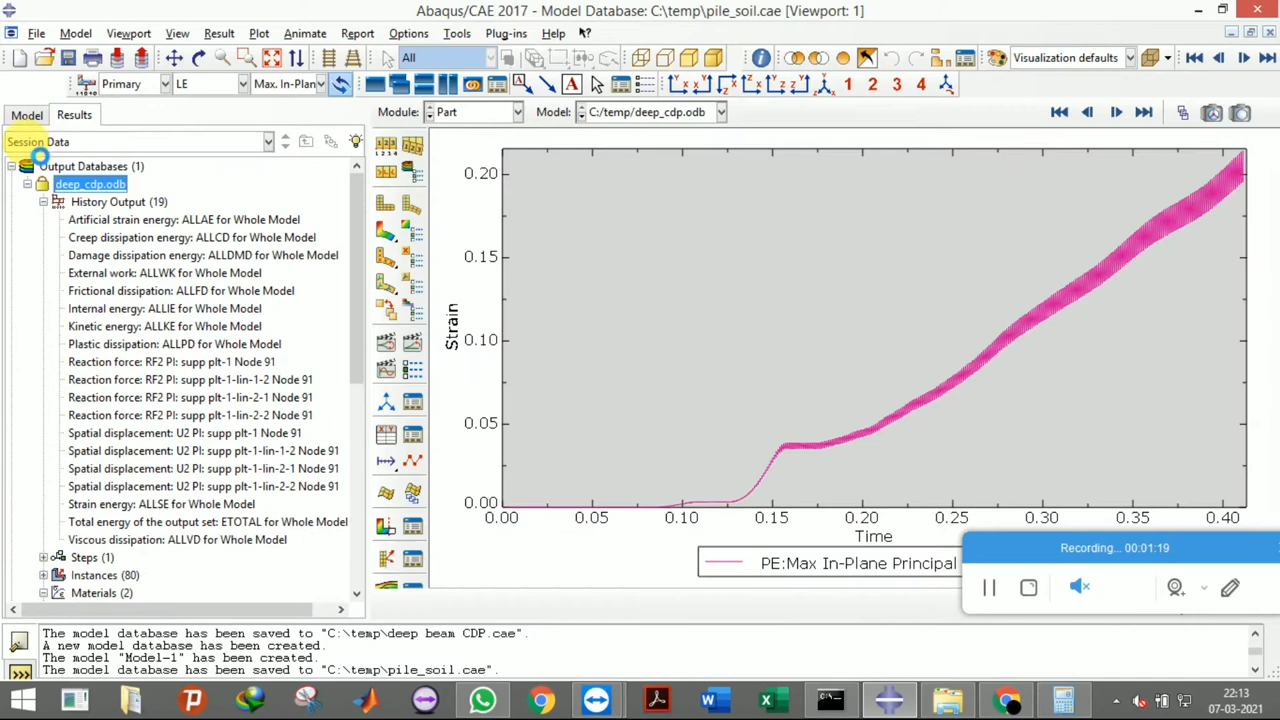 Abaqus/CAE 2017 - Model Database: C:\temp\pile_soil.cae [Viewport: 1]
File Model Viewport View Result Plot Animate Report Options Tools Plug-ins Help
All
Visualization defaults
Primary LE Max. In-Plan
1 2 3 4
Model Results
Module: Part Model: C:/temp/deep_cdp.odb
Session Data
Output Databases (1)
deep_cdp.odb
History Output (19)
Artificial strain energy: ALLAE for Whole Model
Creep dissipation energy: ALLCD for Whole Model
Damage dissipation energy: ALLDMD for Whole Model
External work: ALLWK for Whole Model
Frictional dissipation: ALLFD for Whole Model
Internal energy: ALLIE for Whole Model
Kinetic energy: ALLKE for Whole Model
Plastic dissipation: ALLPD for Whole Model
Reaction force: RF2 PI: supp plt-1 Node 91
Reaction force: RF2 PI: supp plt-1-lin-1-2 Node 91
Reaction force: RF2 PI: supp plt-1-lin-2-1 Node 91
Reaction force: RF2 PI: supp plt-1-lin-2-2 Node 91
Spatial displacement: U2 PI: supp plt-1 Node 91
Spatial displacement: U2 PI: supp plt-1-lin-1-2 Node 91
Spatial displacement: U2 PI: supp plt-1-lin-2-1 Node 91
Spatial displacement: U2 PI: supp plt-1-lin-2-2 Node 91
Strain energy: ALLSE for Whole Model
Total energy of the output set: ETOTAL for Whole Model
Viscous dissipation: ALLVD for Whole Model
Steps (1)
Instances (80)
Materials (2)
0.20
0.15
0.10
0.05
0.00
Strain
0.00 0.05 0.10 0.15 0.20 0.25 0.30 0.35 0.40
Time
PE:Max In-Plane Principal
Recording... 00:01:19
The model database has been saved to "C:\temp\deep beam CDP.cae".
A new model database has been created.
The model "Model-1" has been created.
The model database has been saved to "C:\temp\pile_soil.cae".
22:13
07-03-2021